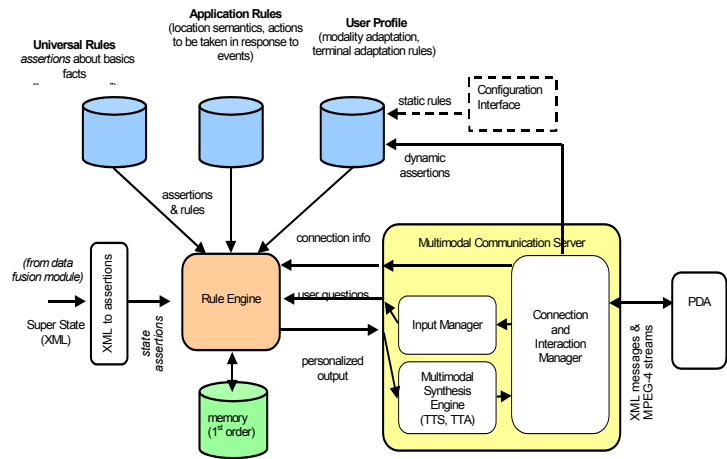 Application Rules
(location semantics, actions
to be taken in response to
events)
User Profile
(modality adaptation,
terminal adaptation rules)
Universal Rules
assertions about basics
facts
Configuration
Interface
static rules
dynamic
assertions
assertions
& rules
connection info
Multimodal Communication Server
(from data
fusion module)
XML to assertions
Super State
(XML)
state
assertions
Rule Engine
user questions
Input Manager
Connection
and
Interaction
Manager
PDA
personalized
output
Multimodal
Synthesis
Engine
(TTS, TTA)
XML messages &
MPEG-4 streams
memory
(1st order)